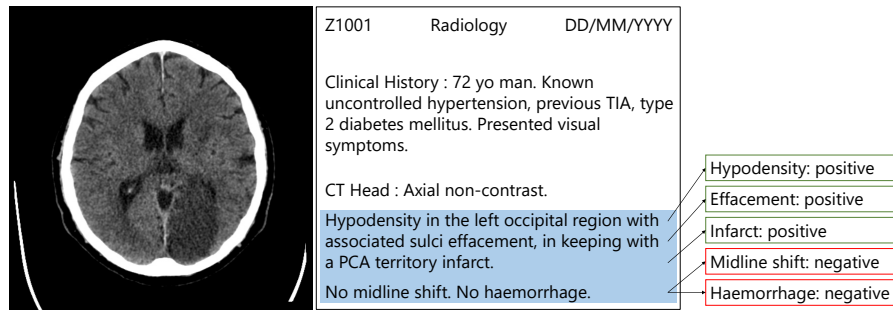 Z1001 Radiology DD/MM/YYYY
Clinical History : 72 yo man. Known
uncontrolled hypertension, previous TIA, type
2 diabetes mellitus. Presented visual
symptoms.
CT Head : Axial non-contrast.
Hypodensity in the left occipital region with
associated sulci effacement, in keeping with
a PCA territory infarct.
No midline shift. No haemorrhage.
Hypodensity: positive
Effacement: positive
Infarct: positive
Midline shift: negative
Haemorrhage: negative